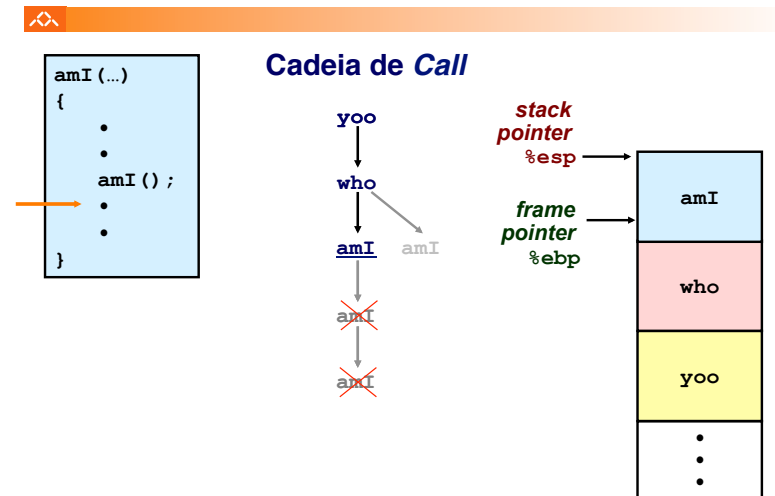 Cadeia de Call
amI(…)
{
•
•
amI();
•
•
}
yoo
who
amI amI
amI
amI
stack
pointer
%esp
frame
pointer
%ebp
amI
who
yoo
•
•
•